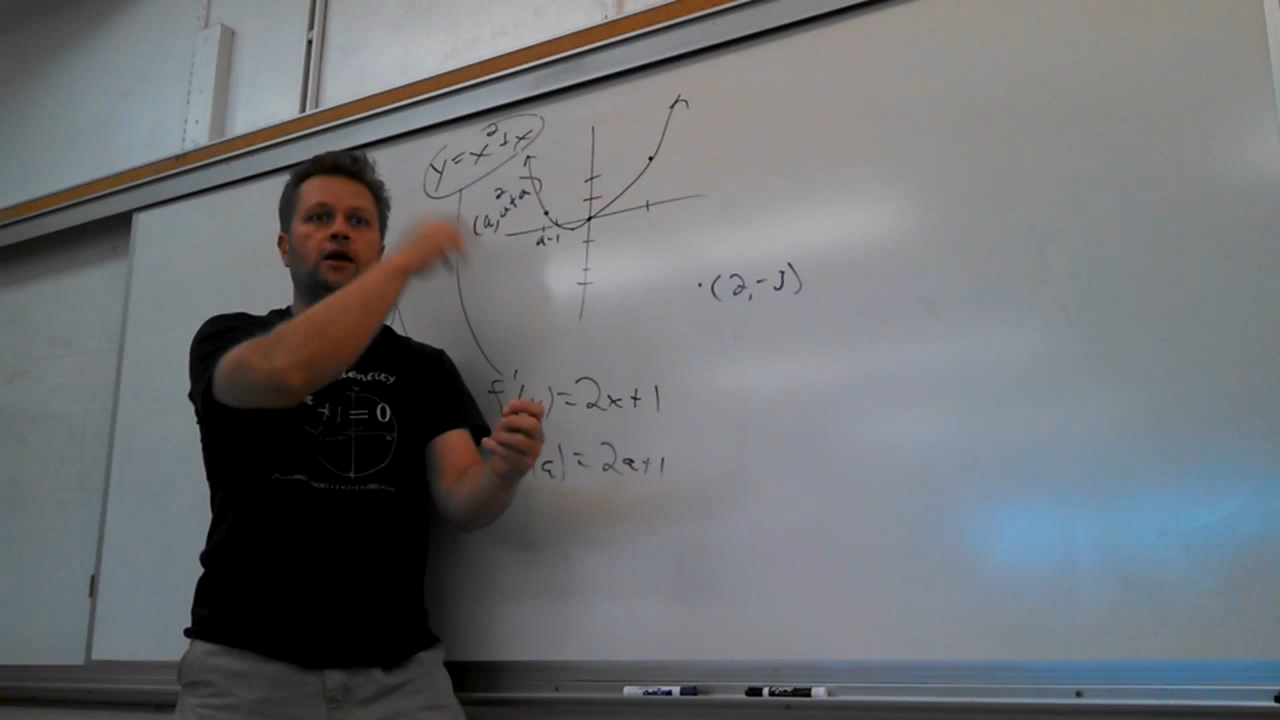 y = x² + x
(a, a² + a)
a -1
(2, -3)
f'(x) = 2x + 1
(a) = 2a + 1
+ 1 = 0